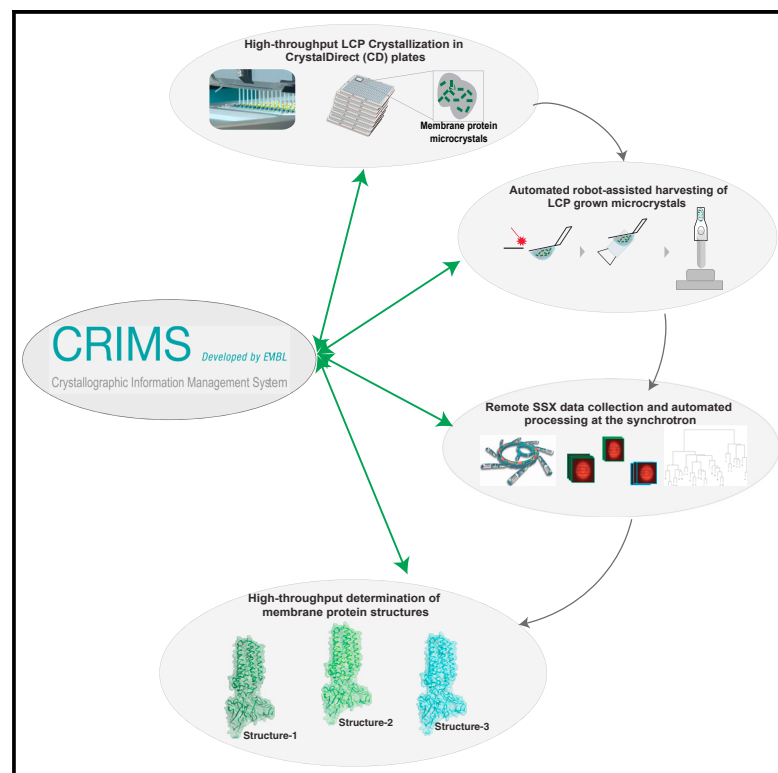 High-throughput LCP Crystallization in
CrystalDirect (CD) plates
Membrane protein
microcrystals
Automated robot-assisted harvesting of
LCP grown microcrystals
CRIMS
Developed by EMBL
Crystallographic Information Management System
Remote SSX data collection and automated
processing at the synchrotron
High-throughput determination of
membrane protein structures
Structure-1
Structure-2
Structure-3